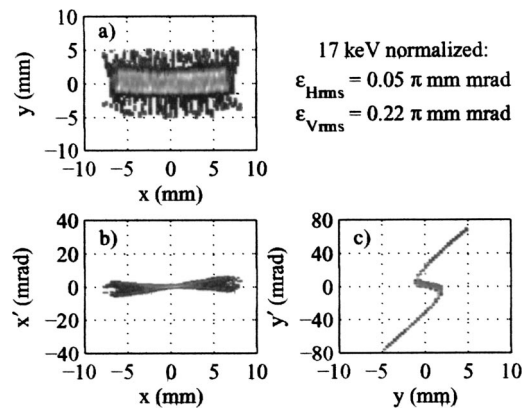 a)
10
5
0
−5
−10
y (mm)
−10 −5 0 5 10
x (mm)
17 keV normalized:
εHrms = 0.05 π mm mrad
εVrms = 0.22 π mm mrad
b)
40
20
0
−20
−40
x′ (mrad)
−10 −5 0 5 10
x (mm)
c)
80
40
0
−40
−80
y′ (mrad)
−10 −5 0 5 10
y (mm)